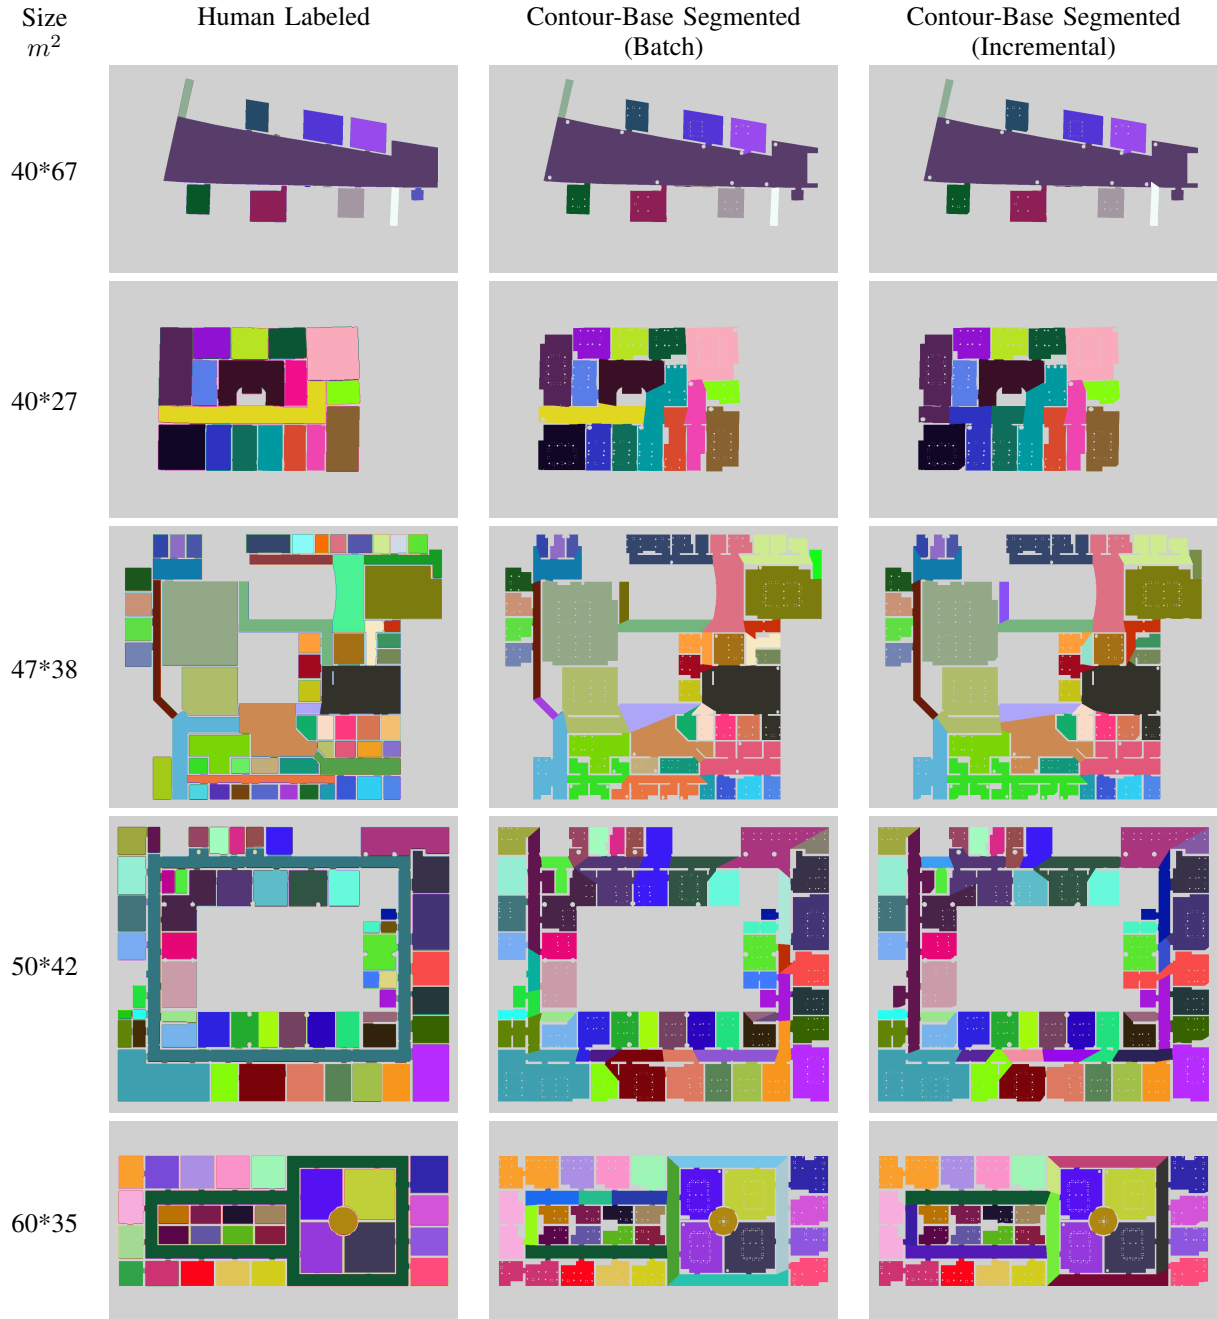 Size Human Labeled Contour-Base Segmented Contour-Base Segmented
m² (Batch) (Incremental)
40*67
40*27
47*38
50*42
60*35